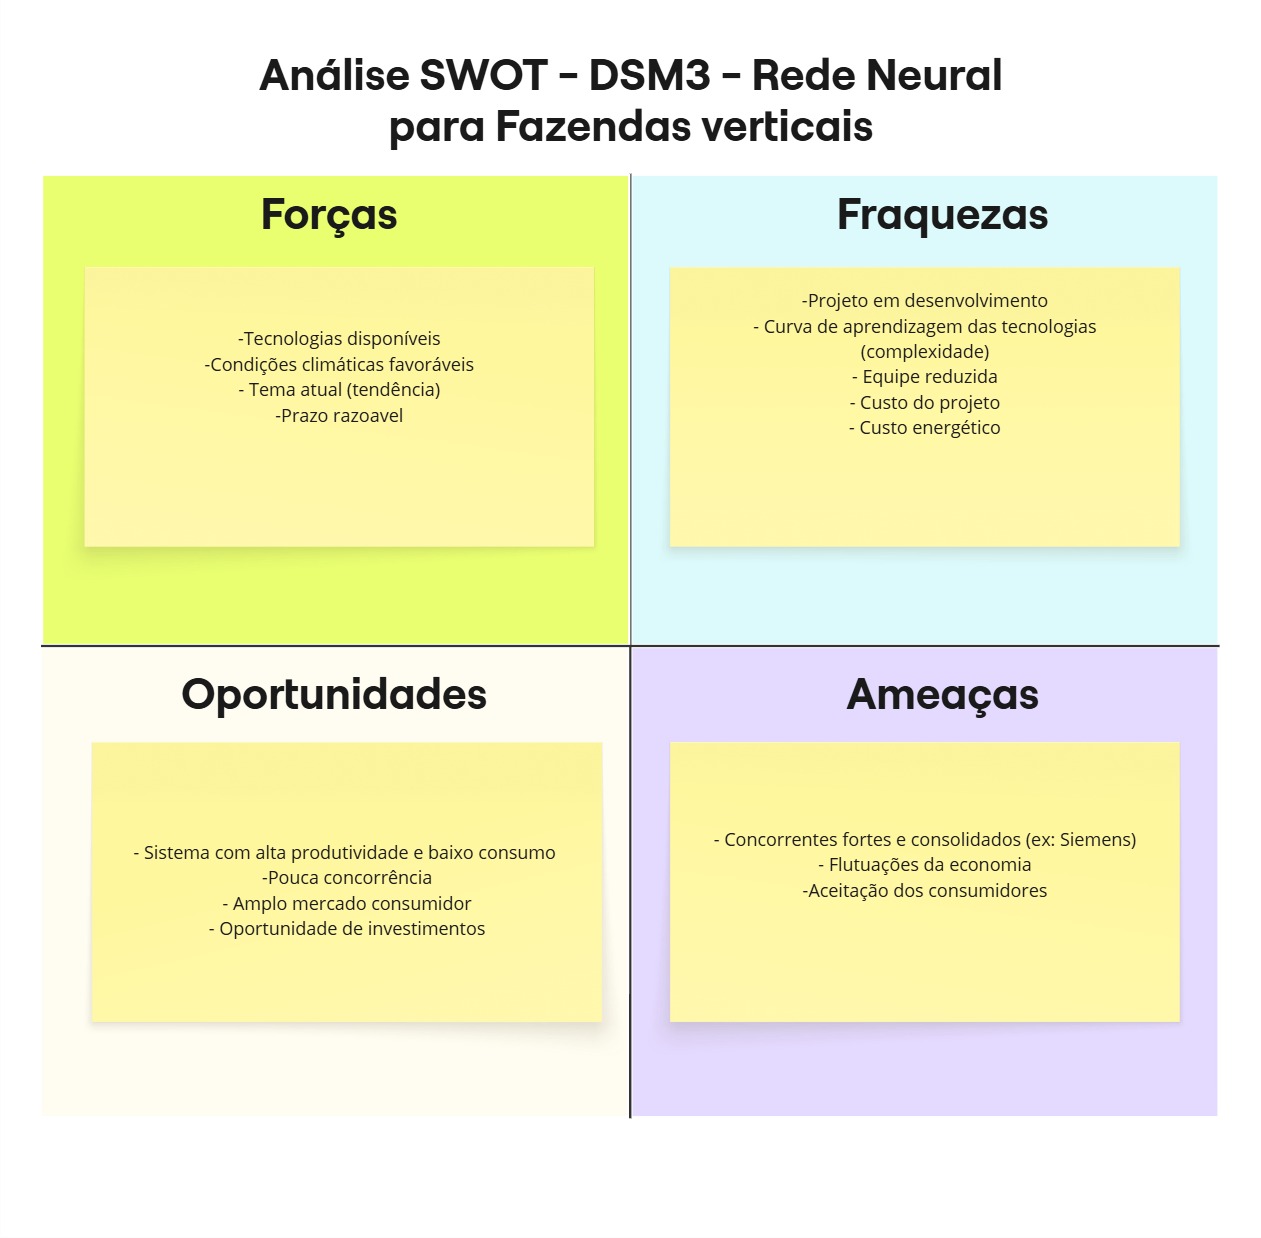 Análise SWOT - DSM3 - Rede Neural
para Fazendas verticais
Forças
-Tecnologias disponíveis
-Condições climáticas favoráveis
- Tema atual (tendência)
-Prazo razoavel
Fraquezas
-Projeto em desenvolvimento
- Curva de aprendizagem das tecnologias
(complexidade)
- Equipe reduzida
- Custo do projeto
- Custo energético
Oportunidades
- Sistema com alta produtividade e baixo consumo
-Pouca concorrência
- Amplo mercado consumidor
- Oportunidade de investimentos
Ameaças
- Concorrentes fortes e consolidados (ex: Siemens)
- Flutuações da economia
-Aceitação dos consumidores